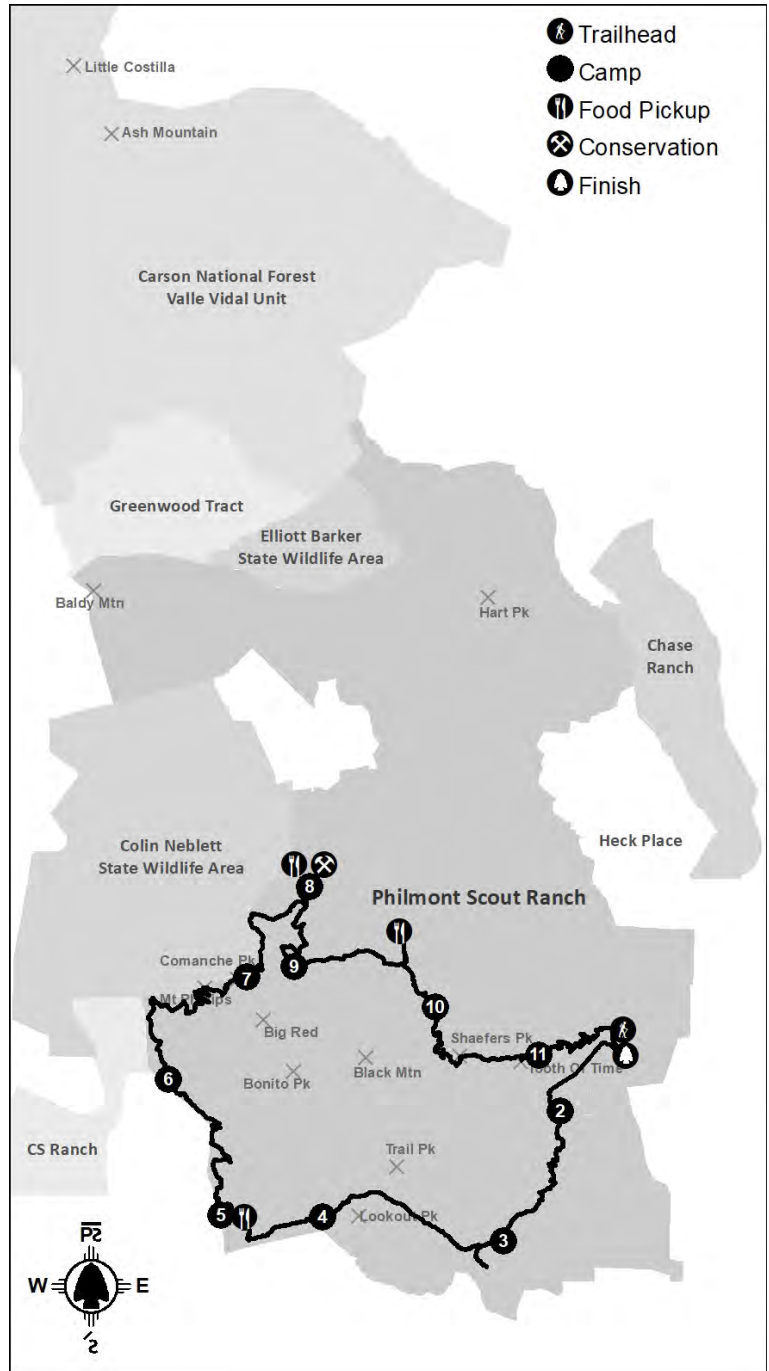 Trailhead
Camp
Food Pickup
Conservation
Finish
Little Costilla
Ash Mountain
Carson National Forest
Valle Vidal Unit
Greenwood Tract
Elliott Barker
State Wildlife Area
Baldy Mtn
Hart Pk
Chase
Ranch
Heck Place
Colin Neblett
State Wildlife Area
8
Philmont Scout Ranch
Comanche Pk
7
9
Mt Phillips
10
Big Red
Shaefers Pk
11
Tooth Of Time
Black Mtn
Bonito Pk
6
2
CS Ranch
Trail Pk
5
4
Lookout Pk
3
W
E
S